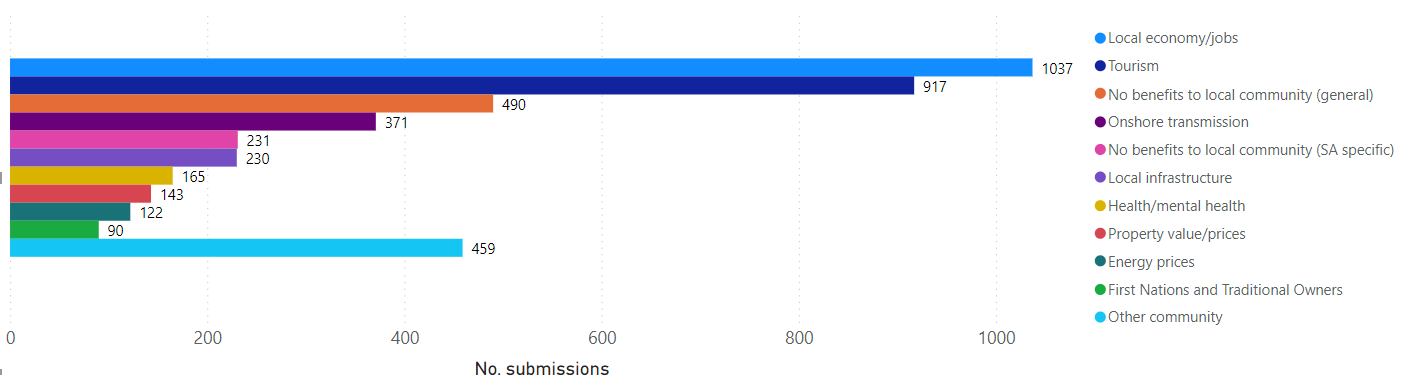 Local economy/jobs
1037
Tourism
917
No benefits to local community (general)
490
Onshore transmission
371
No benefits to local community (SA specific)
231
Local infrastructure
230
Health/mental health
165
Property value/prices
143
Energy prices
122
First Nations and Traditional Owners
90
Other community
459
0 200 400 600 800 1000
No. submissions